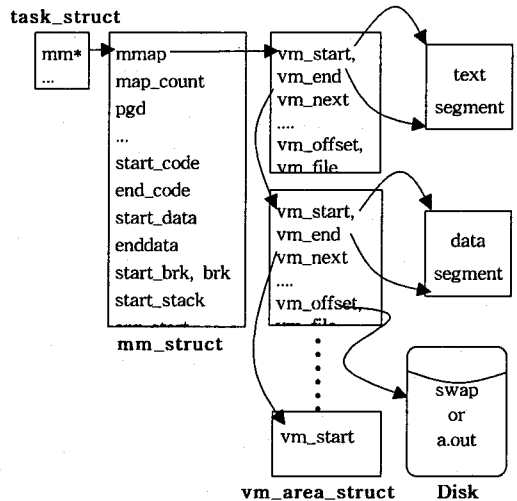 task_struct
mm*
...
mmap
map_count
pgd
...
start_code
end_code
start_data
enddata
start_brk, brk
start_stack
mm_struct
vm_start,
vm_end
vm_next
....
vm_offset,
vm_file
text
segment
vm_start,
vm_end
vm_next
....
vm_offset,
vm_file
data
segment
vm_start
vm_area_struct
swap
or
a.out
Disk